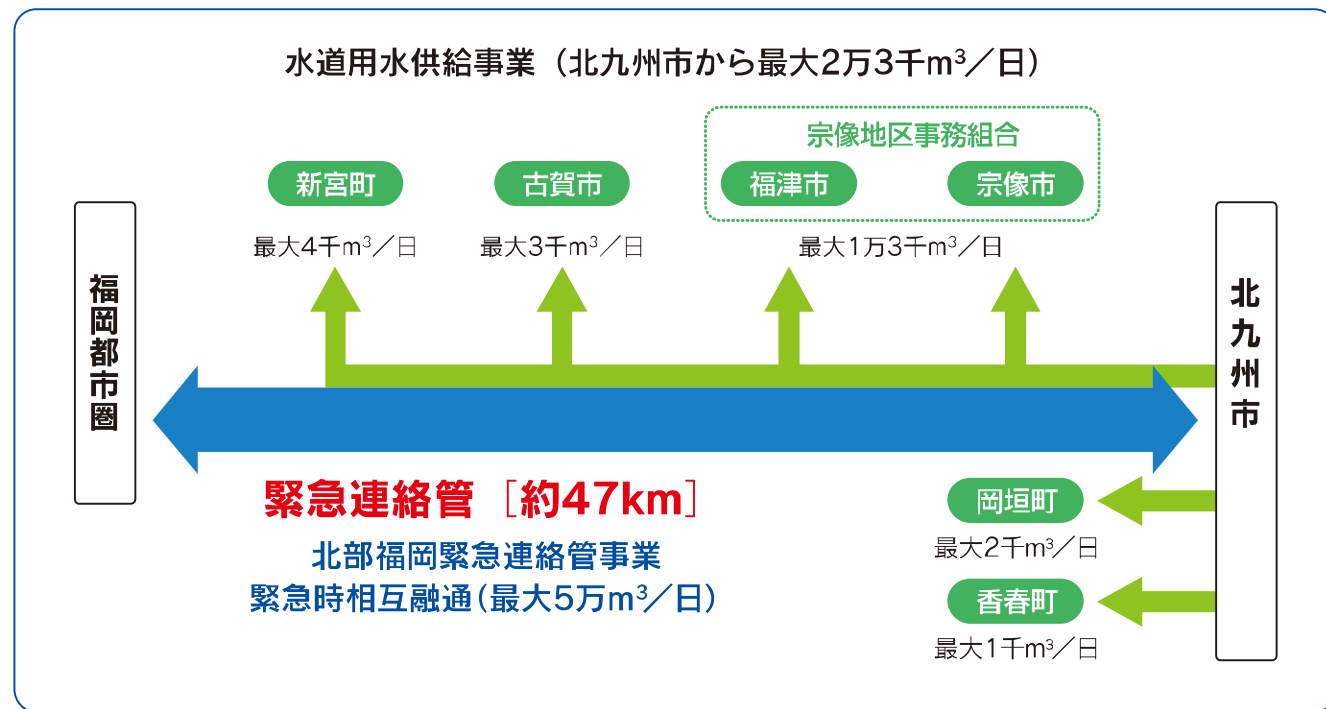 水道用水供給事業（北九州市から最大2万3千m³／日）
宗像地区事務組合
新宮町
古賀市
福津市
宗像市
最大4千m³／日
最大3千m³／日
最大1万3千m³／日
福岡都市圏
北九州市
緊急連絡管［約47km］
北部福岡緊急連絡管事業
緊急時相互融通（最大5万m³／日）
岡垣町
最大2千m³／日
香春町
最大1千m³／日